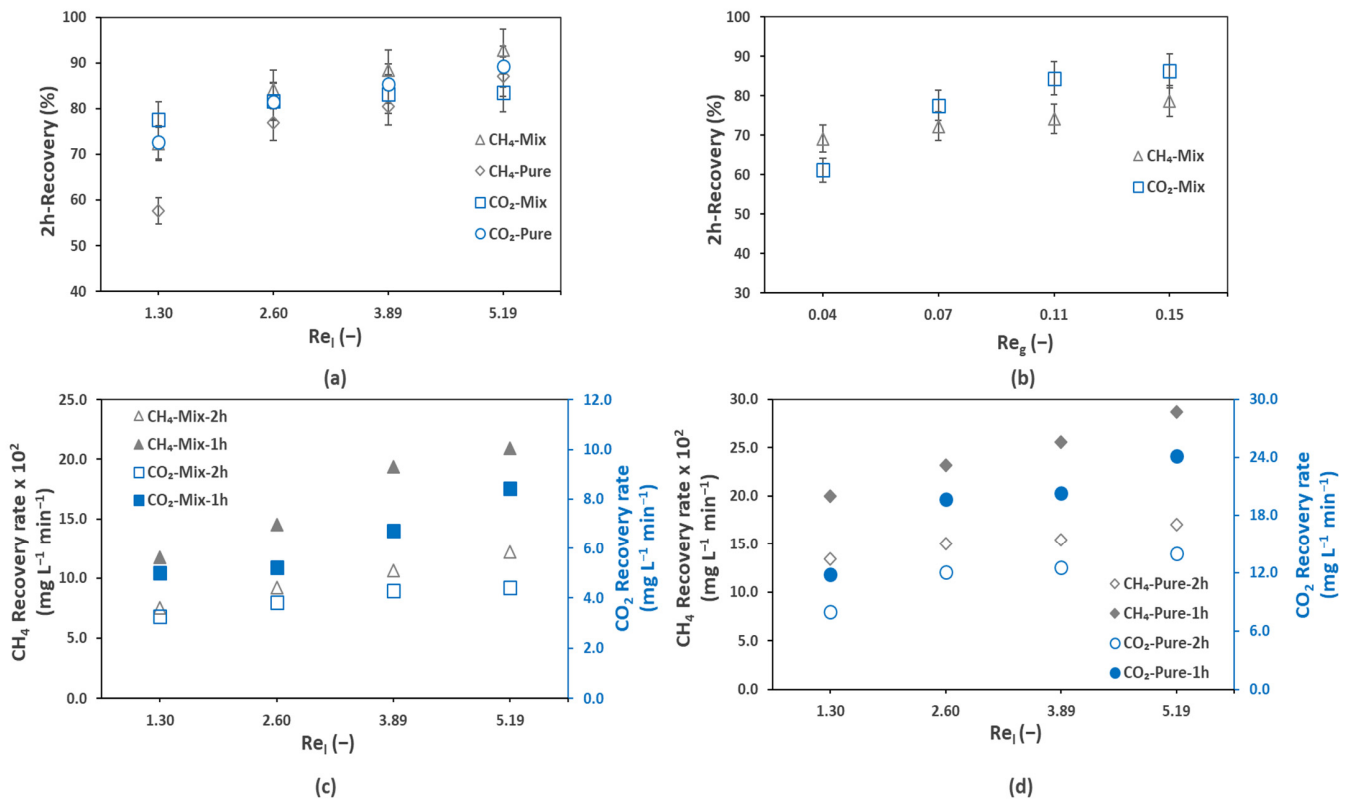 100
90
80
70
60
50
40
2h-Recovery (%)
CH₄-Mix
CH₄-Pure
CO₂-Mix
CO₂-Pure
1.30 2.60 3.89 5.19
Reₗ (−)
(a)
100
90
80
70
60
50
40
30
2h-Recovery (%)
CH₄-Mix
CO₂-Mix
0.04 0.07 0.11 0.15
Re_g (−)
(b)
25.0
20.0
15.0
10.0
5.0
0.0
CH₄ Recovery rate x 10²
(mg L⁻¹ min⁻¹)
CH₄-Mix-2h
CH₄-Mix-1h
CO₂-Mix-2h
CO₂-Mix-1h
12.0
10.0
8.0
6.0
4.0
2.0
0.0
CO₂ Recovery rate
(mg L⁻¹ min⁻¹)
1.30 2.60 3.89 5.19
Reₗ (−)
(c)
30.0
25.0
20.0
15.0
10.0
5.0
0.0
CH₄ Recovery rate x 10²
(mg L⁻¹ min⁻¹)
CH₄-Pure-2h
CH₄-Pure-1h
CO₂-Pure-2h
CO₂-Pure-1h
30.0
24.0
18.0
12.0
6.0
0.0
CO₂ Recovery rate
(mg L⁻¹ min⁻¹)
1.30 2.60 3.89 5.19
Reₗ (−)
(d)